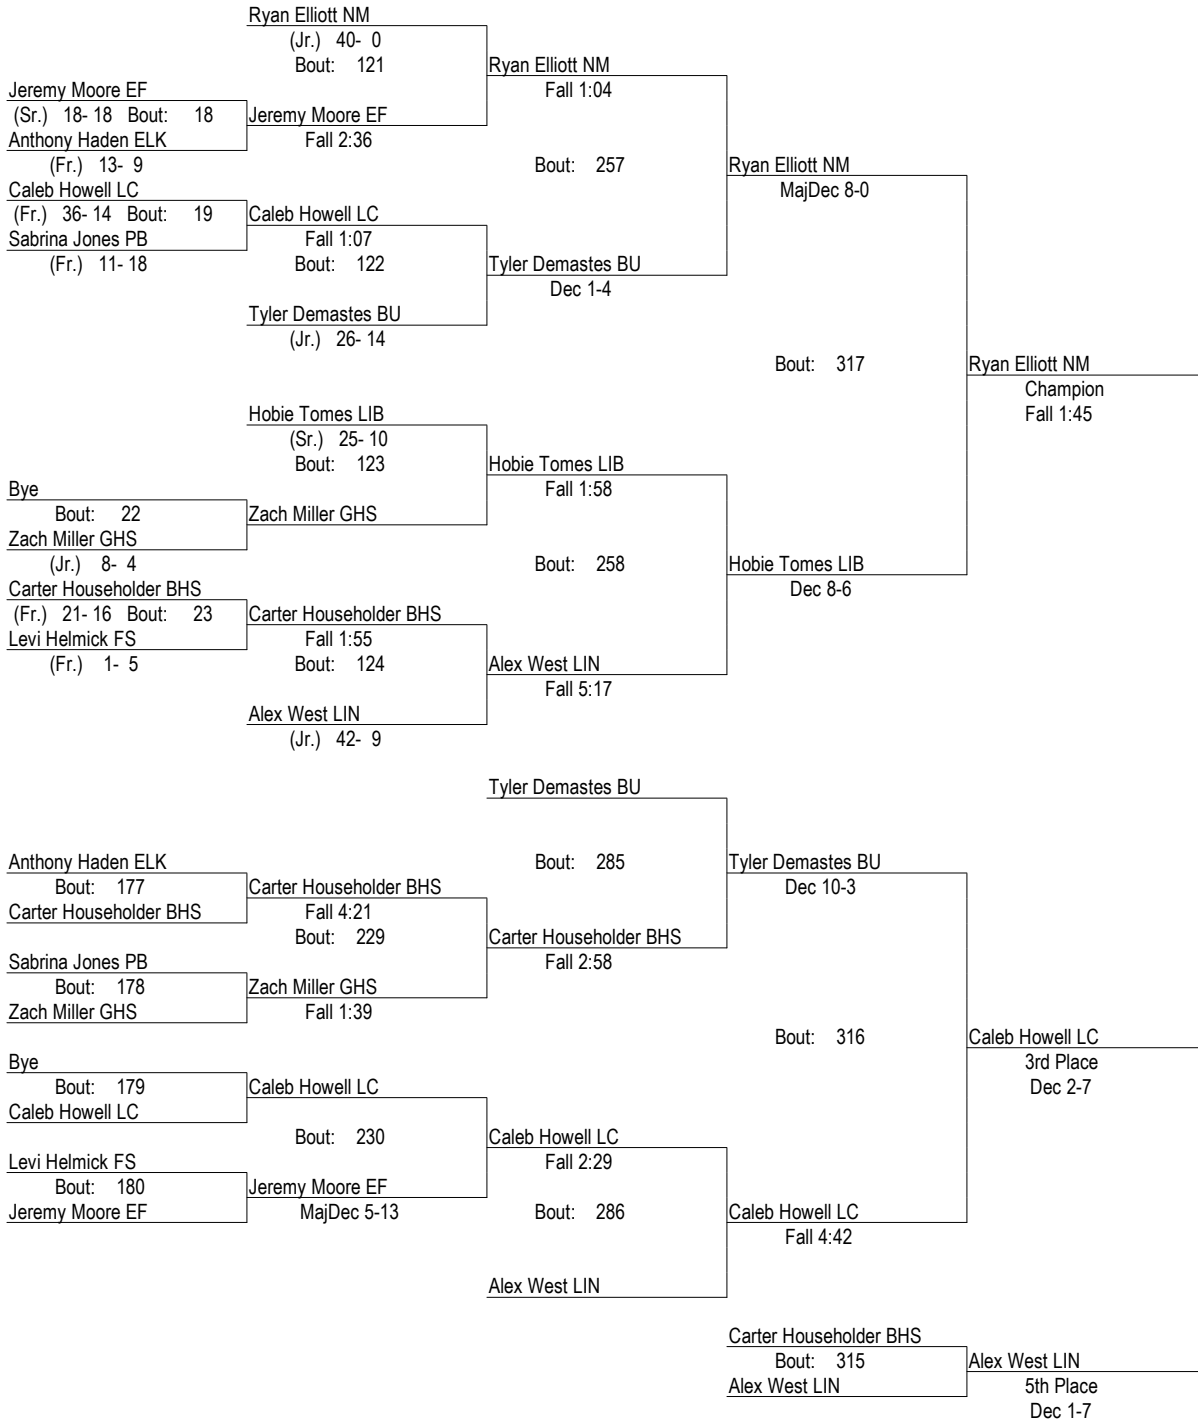 Ryan Elliott NM
(Jr.) 40- 0
Bout: 121
Ryan Elliott NM
Fall 1:04
Jeremy Moore EF
(Sr.) 18- 18 Bout: 18
Jeremy Moore EF
Anthony Haden ELK
Fall 2:36
(Fr.) 13- 9
Bout: 257
Ryan Elliott NM
MajDec 8-0
Caleb Howell LC
(Fr.) 36- 14 Bout: 19
Caleb Howell LC
Sabrina Jones PB
Fall 1:07
(Fr.) 11- 18
Bout: 122
Tyler Demastes BU
Dec 1-4
Tyler Demastes BU
(Jr.) 26- 14
Bout: 317
Ryan Elliott NM
Champion
Fall 1:45
Hobie Tomes LIB
(Sr.) 25- 10
Bout: 123
Hobie Tomes LIB
Fall 1:58
Bye
Bout: 22
Zach Miller GHS
Zach Miller GHS
(Jr.) 8- 4
Bout: 258
Hobie Tomes LIB
Dec 8-6
Carter Householder BHS
(Fr.) 21- 16 Bout: 23
Carter Householder BHS
Levi Helmick FS
Fall 1:55
(Fr.) 1- 5
Bout: 124
Alex West LIN
Fall 5:17
Alex West LIN
(Jr.) 42- 9
Tyler Demastes BU
Bout: 285
Tyler Demastes BU
Dec 10-3
Anthony Haden ELK
Bout: 177
Carter Householder BHS
Carter Householder BHS
Fall 4:21
Bout: 229
Carter Householder BHS
Fall 2:58
Sabrina Jones PB
Bout: 178
Zach Miller GHS
Zach Miller GHS
Fall 1:39
Bout: 316
Caleb Howell LC
3rd Place
Dec 2-7
Bye
Bout: 179
Caleb Howell LC
Caleb Howell LC
Bout: 230
Caleb Howell LC
Fall 2:29
Levi Helmick FS
Bout: 180
Jeremy Moore EF
Jeremy Moore EF
MajDec 5-13
Bout: 286
Caleb Howell LC
Fall 4:42
Alex West LIN
Carter Householder BHS
Bout: 315
Alex West LIN
Alex West LIN
5th Place
Dec 1-7